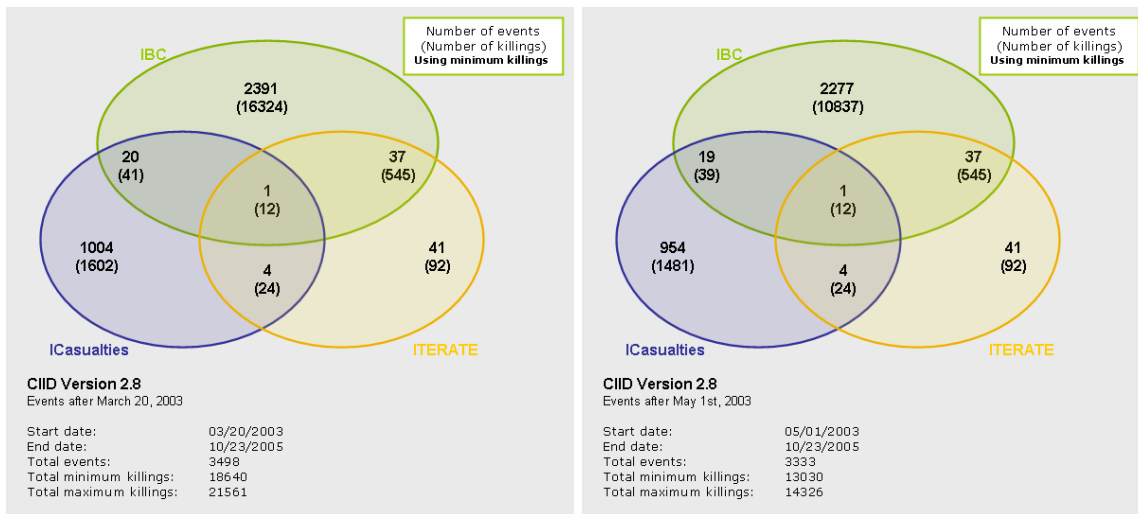 Number of events
(Number of killings)
Using minimum killings
IBC
2391
(16324)
20
(41)
37
(545)
1
(12)
1004
(1602)
41
(92)
4
(24)
ICasualties
ITERATE
CIID Version 2.8
Events after March 20, 2003
Start date: 03/20/2003
End date: 10/23/2005
Total events: 3498
Total minimum killings: 18640
Total maximum killings: 21561
Number of events
(Number of killings)
Using minimum killings
IBC
2277
(10837)
19
(39)
37
(545)
1
(12)
954
(1481)
41
(92)
4
(24)
ICasualties
ITERATE
CIID Version 2.8
Events after May 1st, 2003
Start date: 05/01/2003
End date: 10/23/2005
Total events: 3333
Total minimum killings: 13030
Total maximum killings: 14326